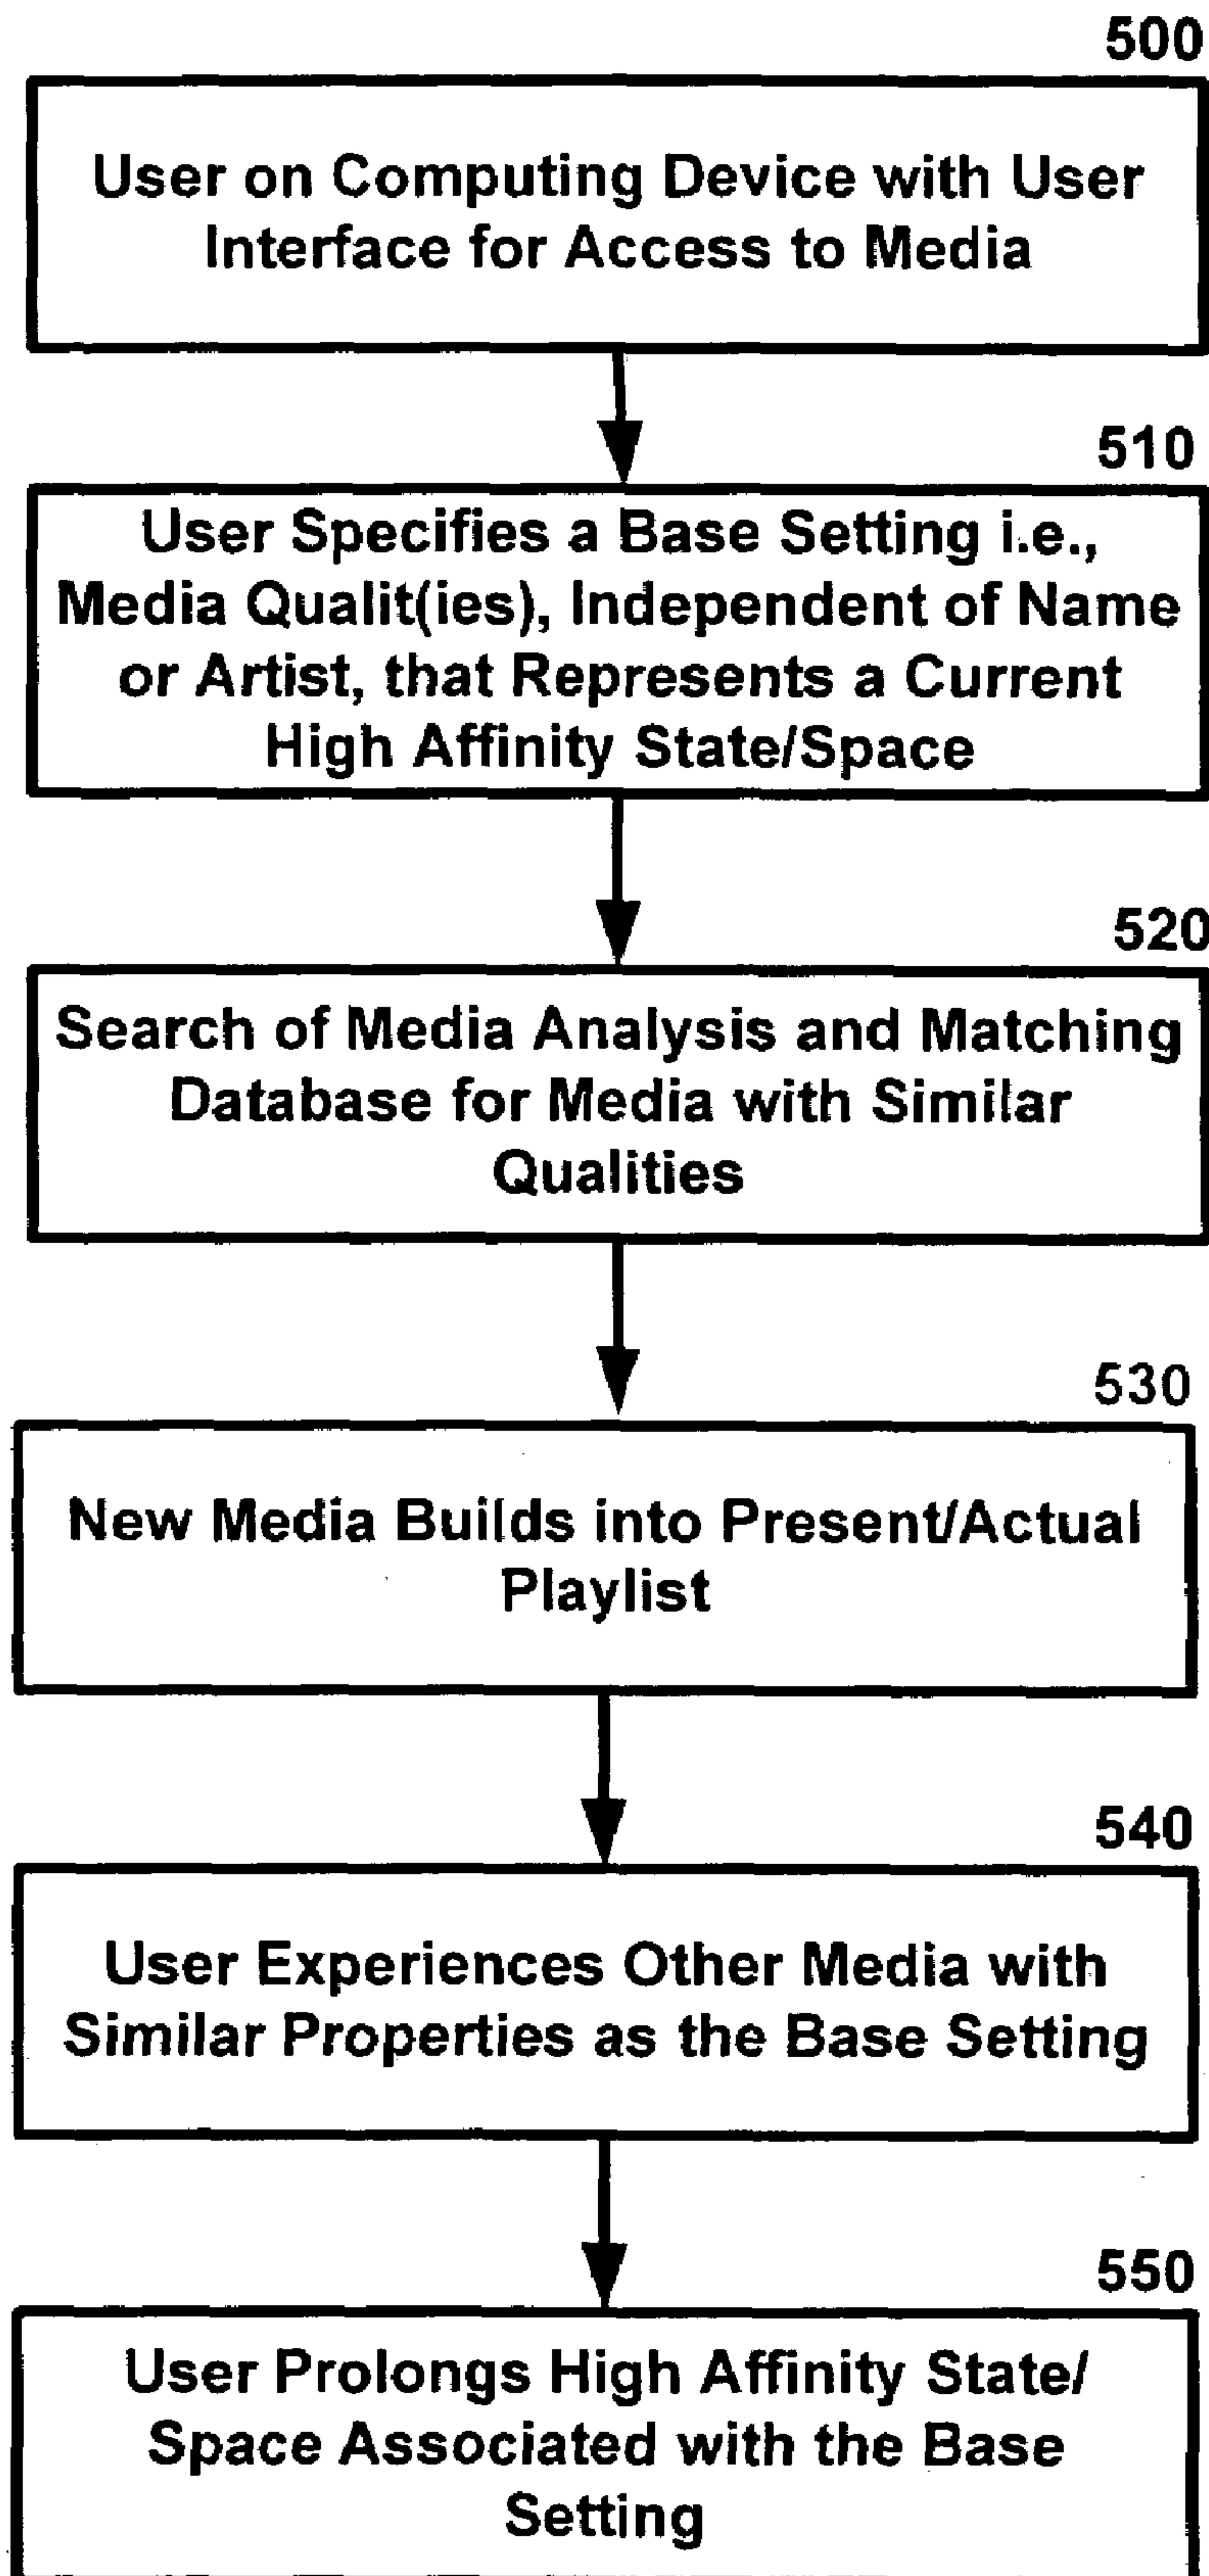 500
User on Computing Device with User
Interface for Access to Media
510
User Specifies a Base Setting i.e.,
Media Qualit(ies), Independent of Name
or Artist, that Represents a Current
High Affinity State/Space
520
Search of Media Analysis and Matching
Database for Media with Similar
Qualities
530
New Media Builds into Present/Actual
Playlist
540
User Experiences Other Media with
Similar Properties as the Base Setting
550
User Prolongs High Affinity State/
Space Associated with the Base
Setting